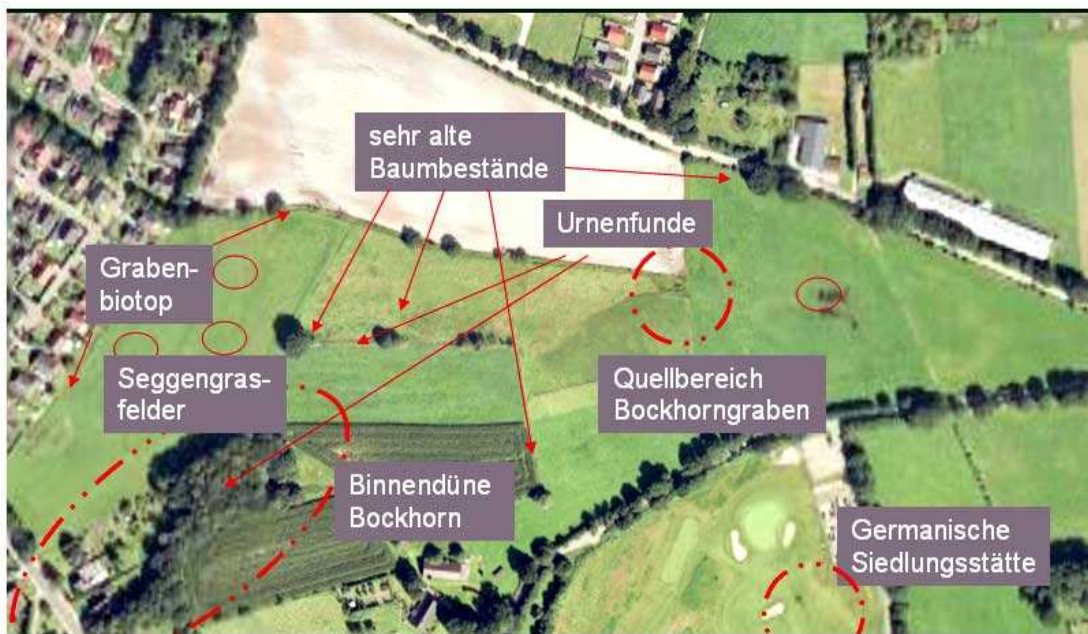 sehr alte
Baumbestände
Urnenfunde
Graben-
biotop
Seggengras-
felder
Quellbereich
Bockhorngraben
Binnendüne
Bockhorn
Germanische
Siedlungsstätte